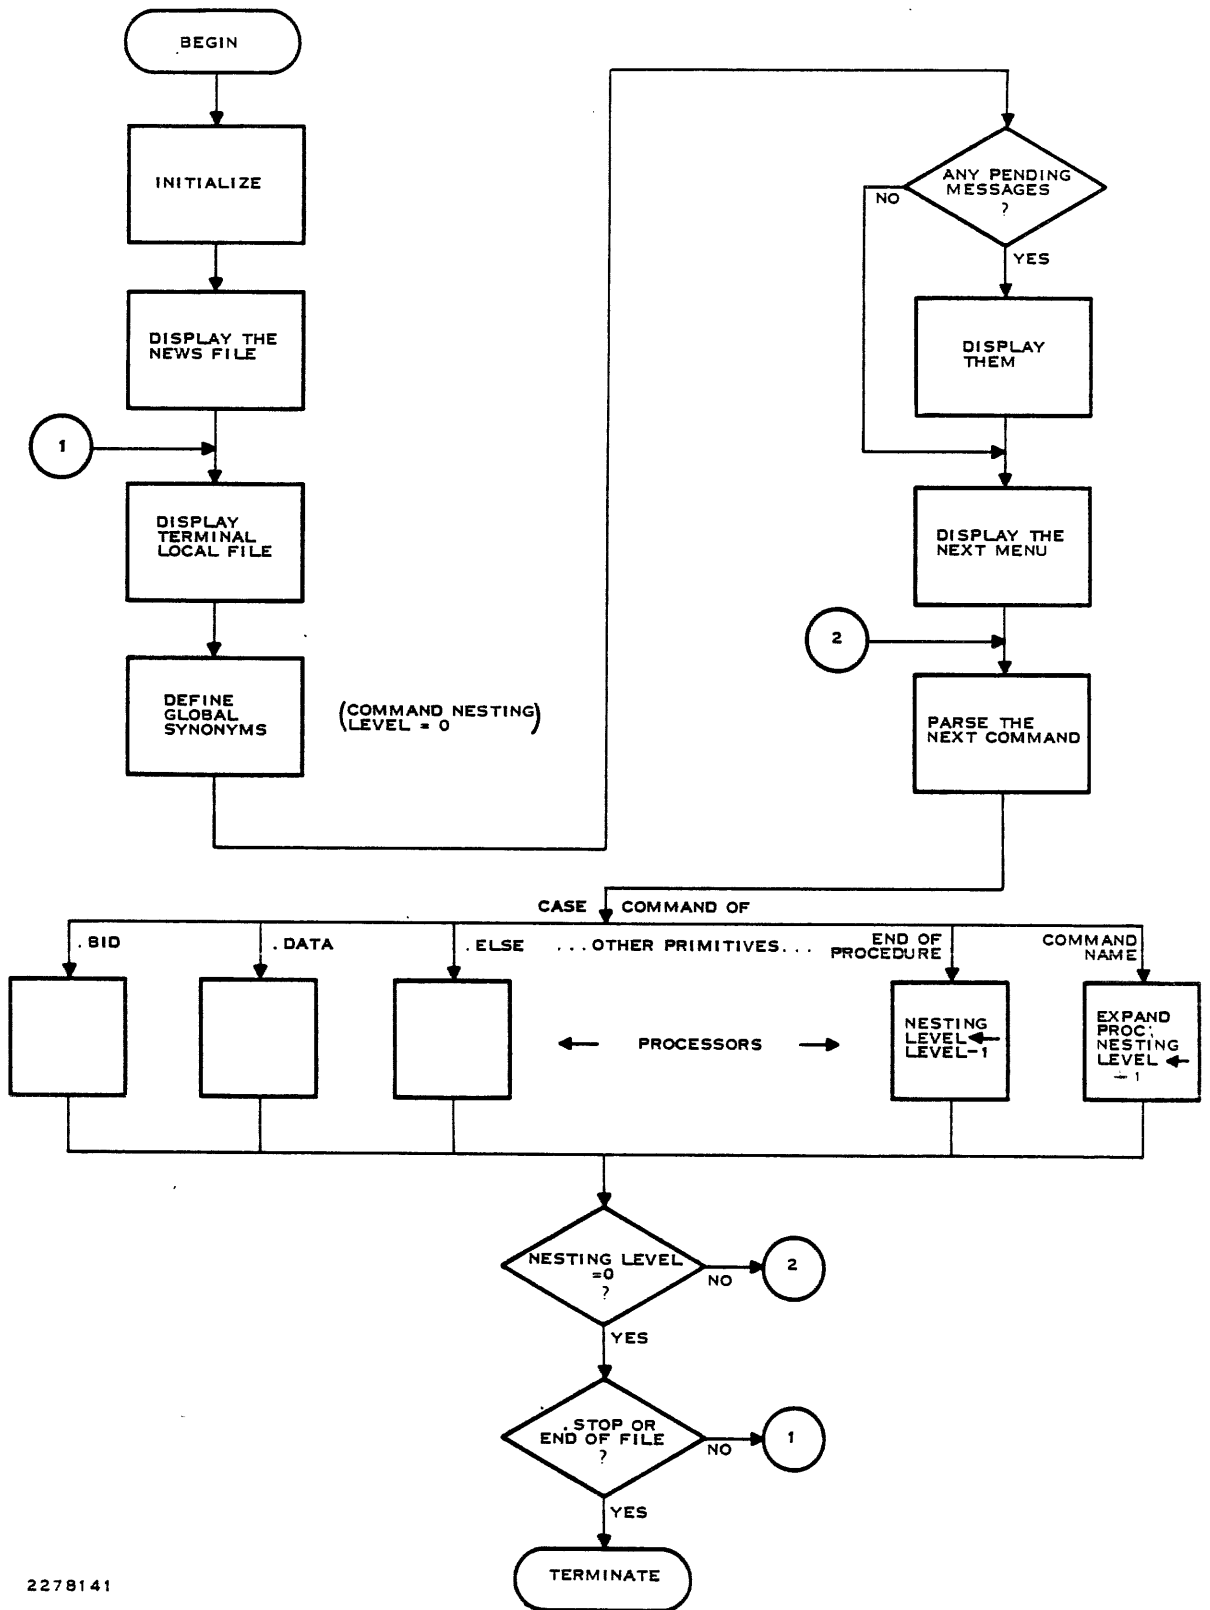 BEGIN
INITIALIZE
DISPLAY THE
NEWS FILE
1
DISPLAY
TERMINAL
LOCAL FILE
DEFINE
GLOBAL
SYNONYMS
(COMMAND NESTING
LEVEL = 0)
ANY PENDING
MESSAGES
?
NO
YES
DISPLAY
THEM
DISPLAY THE
NEXT MENU
2
PARSE THE
NEXT COMMAND
CASE COMMAND OF
.BID
.DATA
.ELSE
...OTHER PRIMITIVES...
END OF
PROCEDURE
COMMAND
NAME
PROCESSORS
NESTING
LEVEL ←
LEVEL-1
EXPAND
PROC;
NESTING
LEVEL ←
+1
NESTING LEVEL
=0
?
NO
2
YES
.STOP OR
END OF FILE
?
NO
1
YES
TERMINATE
2278141